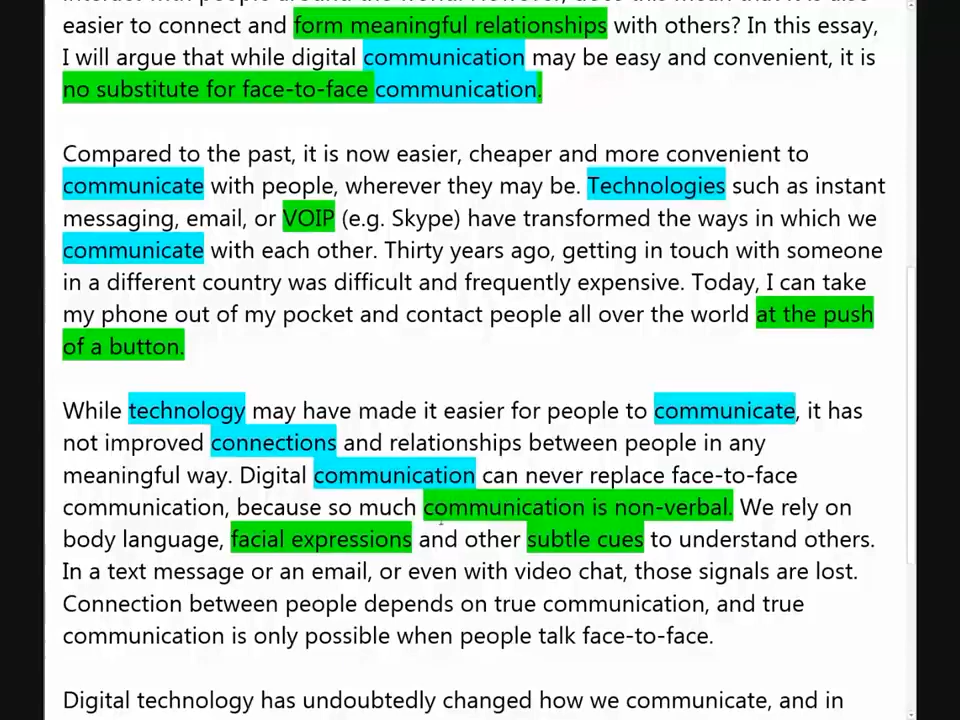 easier to connect and form meaningful relationships with others? In this essay,
I will argue that while digital communication may be easy and convenient, it is
no substitute for face-to-face communication.
Compared to the past, it is now easier, cheaper and more convenient to
communicate with people, wherever they may be. Technologies such as instant
messaging, email, or VOIP (e.g. Skype) have transformed the ways in which we
communicate with each other. Thirty years ago, getting in touch with someone
in a different country was difficult and frequently expensive. Today, I can take
my phone out of my pocket and contact people all over the world at the push
of a button.
While technology may have made it easier for people to communicate, it has
not improved connections and relationships between people in any
meaningful way. Digital communication can never replace face-to-face
communication, because so much communication is non-verbal. We rely on
body language, facial expressions and other subtle cues to understand others.
In a text message or an email, or even with video chat, those signals are lost.
Connection between people depends on true communication, and true
communication is only possible when people talk face-to-face.
Digital technology has undoubtedly changed how we communicate, and in